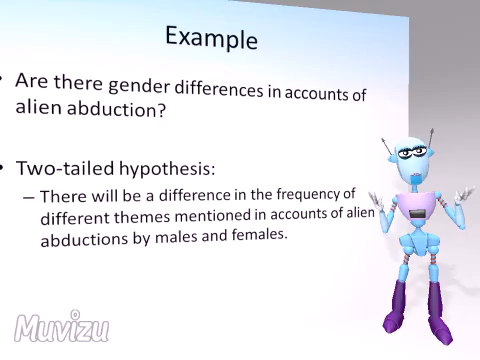 Example
• Are there gender differences in accounts of
alien abduction?
• Two-tailed hypothesis:
– There will be a difference in the frequency of
different themes mentioned in accounts of alien
abductions by males and females.
Muvizu